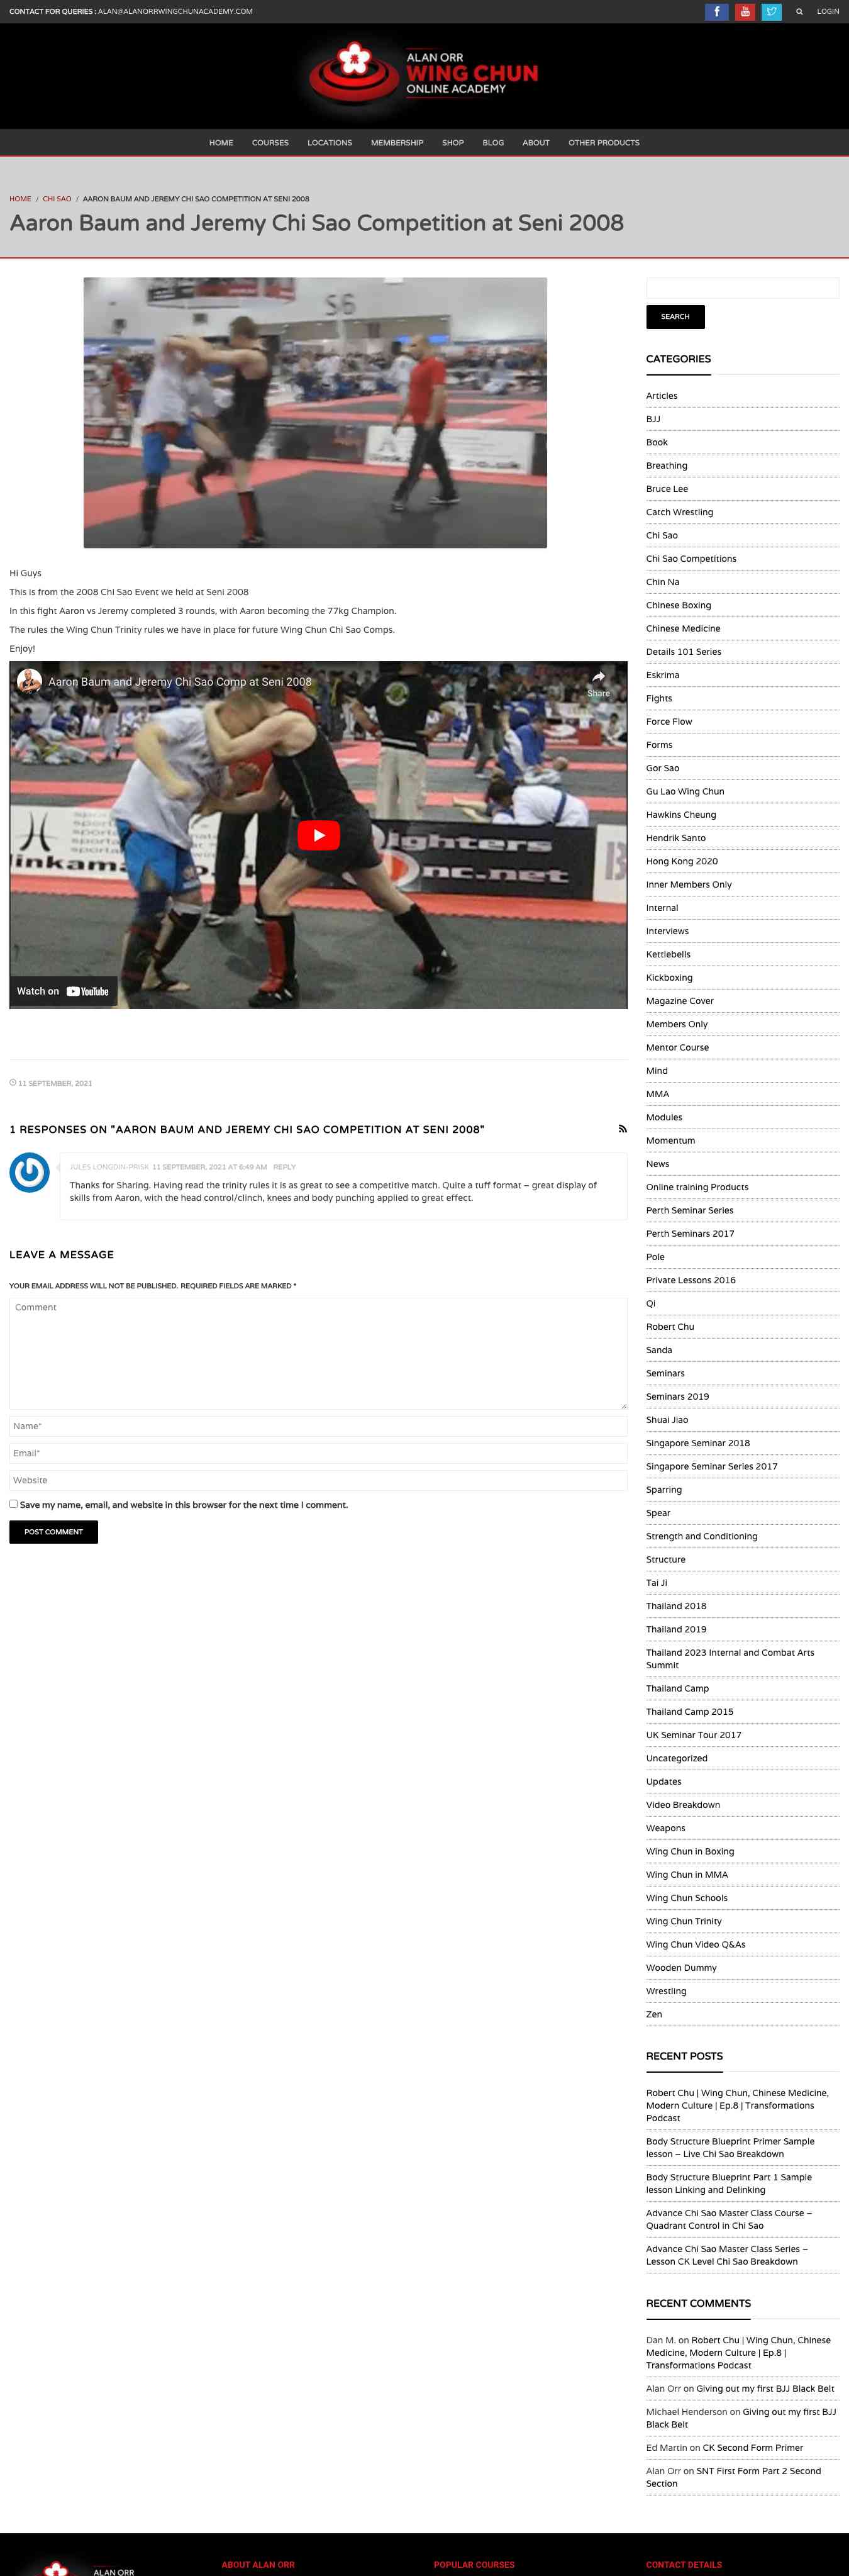 CONTACT FOR QUERIES : ALAN@ALANORRWINGCHUNACADEMY.COM
LOGIN
ALAN ORR
WING CHUN
ONLINE ACADEMY
HOME COURSES LOCATIONS MEMBERSHIP SHOP BLOG ABOUT OTHER PRODUCTS
HOME / CHI SAO / AARON BAUM AND JEREMY CHI SAO COMPETITION AT SENI 2008
Aaron Baum and Jeremy Chi Sao Competition at Seni 2008
S6
Hi Guys
This is from the 2008 Chi Sao Event we held at Seni 2008
In this fight Aaron vs Jeremy completed 3 rounds, with Aaron becoming the 77kg Champion.
The rules the Wing Chun Trinity rules we have in place for future Wing Chun Chi Sao Comps.
Enjoy!
Aaron Baum and Jeremy Chi Sao Comp at Seni 2008
Share
Watch on YouTube
11 SEPTEMBER, 2021
1 RESPONSES ON "AARON BAUM AND JEREMY CHI SAO COMPETITION AT SENI 2008"
JULES LONGDIN-PRISK 11 SEPTEMBER, 2021 AT 6:49 AM REPLY
Thanks for Sharing. Having read the trinity rules it is as great to see a competitive match. Quite a tuff format – great display of
skills from Aaron, with the head control/clinch, knees and body punching applied to great effect.
LEAVE A MESSAGE
YOUR EMAIL ADDRESS WILL NOT BE PUBLISHED. REQUIRED FIELDS ARE MARKED *
Comment
Name*
Email*
Website
Save my name, email, and website in this browser for the next time I comment.
POST COMMENT
SEARCH
CATEGORIES
Articles
BJJ
Book
Breathing
Bruce Lee
Catch Wrestling
Chi Sao
Chi Sao Competitions
Chin Na
Chinese Boxing
Chinese Medicine
Details 101 Series
Eskrima
Fights
Force Flow
Forms
Gor Sao
Gu Lao Wing Chun
Hawkins Cheung
Hendrik Santo
Hong Kong 2020
Inner Members Only
Internal
Interviews
Kettlebells
Kickboxing
Magazine Cover
Members Only
Mentor Course
Mind
MMA
Modules
Momentum
News
Online training Products
Perth Seminar Series
Perth Seminars 2017
Pole
Private Lessons 2016
Qi
Robert Chu
Sanda
Seminars
Seminars 2019
Shuai Jiao
Singapore Seminar 2018
Singapore Seminar Series 2017
Sparring
Spear
Strength and Conditioning
Structure
Tai Ji
Thailand 2018
Thailand 2019
Thailand 2023 Internal and Combat Arts
Summit
Thailand Camp
Thailand Camp 2015
UK Seminar Tour 2017
Uncategorized
Updates
Video Breakdown
Weapons
Wing Chun in Boxing
Wing Chun in MMA
Wing Chun Schools
Wing Chun Trinity
Wing Chun Video Q&As
Wooden Dummy
Wrestling
Zen
RECENT POSTS
Robert Chu | Wing Chun, Chinese Medicine,
Modern Culture | Ep.8 | Transformations
Podcast
Body Structure Blueprint Primer Sample
lesson – Live Chi Sao Breakdown
Body Structure Blueprint Part 1 Sample
lesson Linking and Delinking
Advance Chi Sao Master Class Course –
Quadrant Control in Chi Sao
Advance Chi Sao Master Class Series –
Lesson CK Level Chi Sao Breakdown
RECENT COMMENTS
Dan M. on Robert Chu | Wing Chun, Chinese
Medicine, Modern Culture | Ep.8 |
Transformations Podcast
Alan Orr on Giving out my first BJJ Black Belt
Michael Henderson on Giving out my first BJJ
Black Belt
Ed Martin on CK Second Form Primer
Alan Orr on SNT First Form Part 2 Second
Section
ALAN ORR
ABOUT ALAN ORR
POPULAR COURSES
CONTACT DETAILS